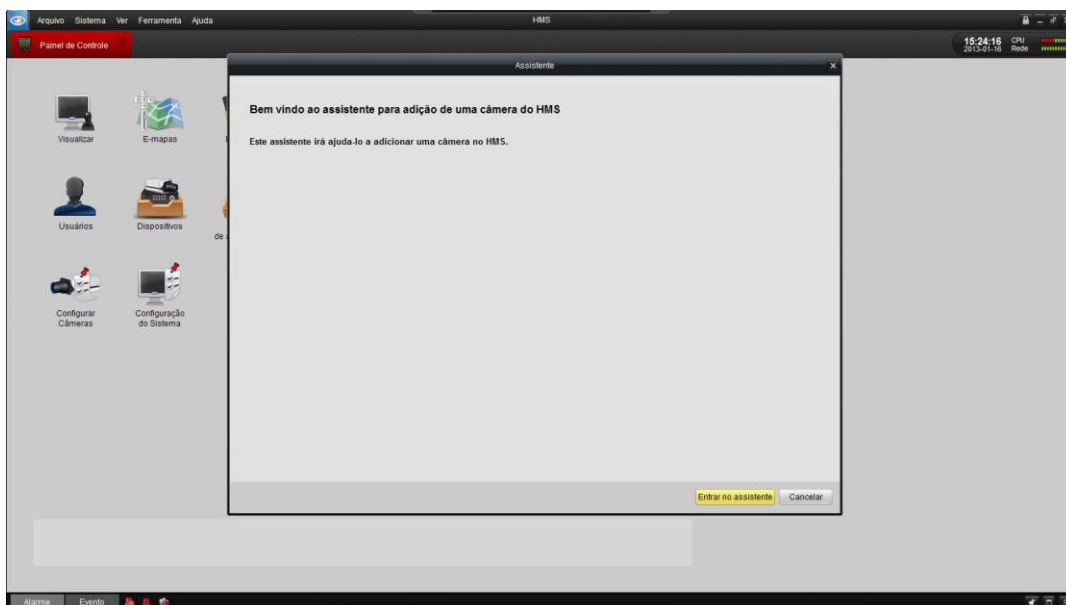 Arquivo Sistema Ver Ferramenta Ajuda
HMS
Painel de Controle
15:24:16 CPU
2013-01-16 Rede
Assistente
Bem vindo ao assistente para adição de uma câmera do HMS
Este assistente irá ajuda-lo a adicionar uma câmera no HMS.
Visualizar E-mapas
Usuários Dispositivos
de
Configurar Configuração
Câmeras do Sistema
Entrar no assistente Cancelar
Alarme Evento